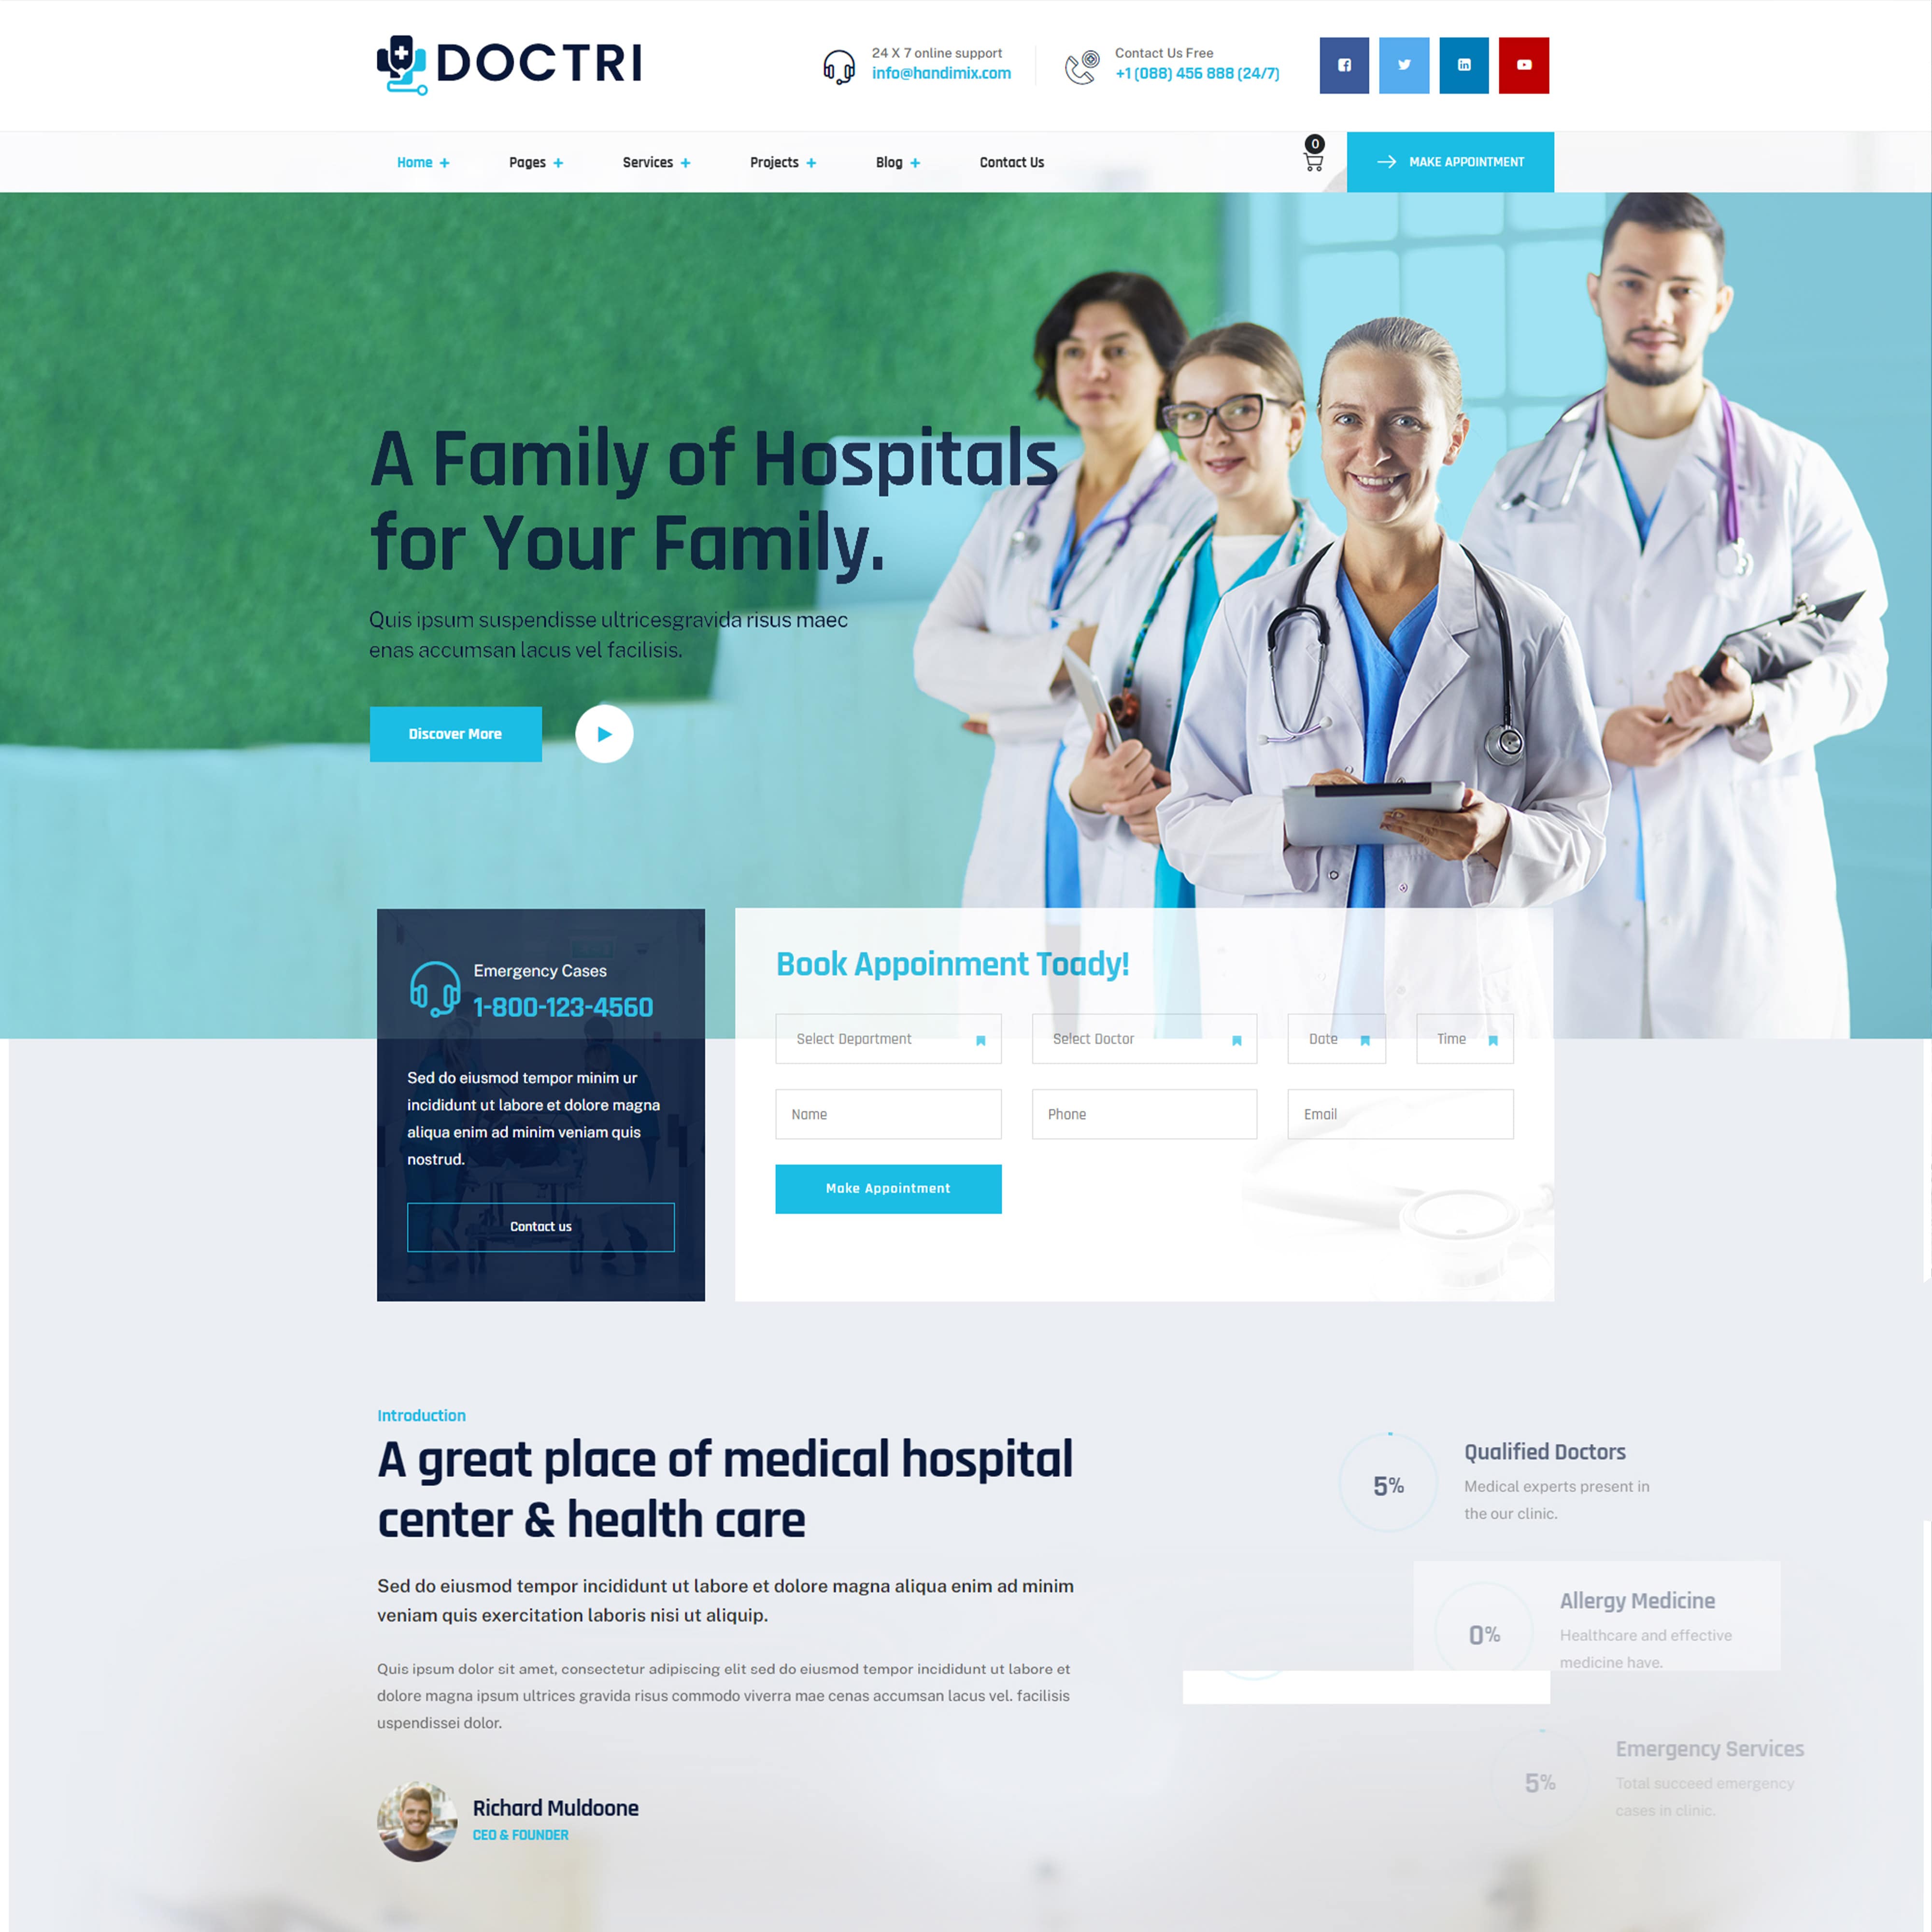 DOCTRI
24 X 7 online support
info@handimix.com
Contact Us Free
+1 (088) 456 888 (24/7)
Home +
Pages +
Services +
Projects +
Blog +
Contact Us
0
MAKE APPOINTMENT
A Family of Hospitals
for Your Family.
Quis ipsum suspendisse ultricesgravida risus maec
enas accumsan lacus vel facilisis.
Discover More
Emergency Cases
1-800-123-4560
Sed do eiusmod tempor minim ur
incididunt ut labore et dolore magna
aliqua enim ad minim veniam quis
nostrud.
Contact us
Book Appoinment Toady!
Select Department
Select Doctor
Date
Time
Name
Phone
Email
Make Appointment
Introduction
A great place of medical hospital
center & health care
Sed do eiusmod tempor incididunt ut labore et dolore magna aliqua enim ad minim
veniam quis exercitation laboris nisi ut aliquip.
Quis ipsum dolor sit amet, consectetur adipiscing elit sed do eiusmod tempor incididunt ut labore et
dolore magna ipsum ultrices gravida risus commodo viverra mae cenas accumsan lacus vel. facilisis
uspendissei dolor.
Richard Muldoone
CEO & FOUNDER
5%
Qualified Doctors
Medical experts present in
the our clinic.
0%
Allergy Medicine
Healthcare and effective
medicine have.
5%
Emergency Services
Total succeed emergency
cases in clinic.